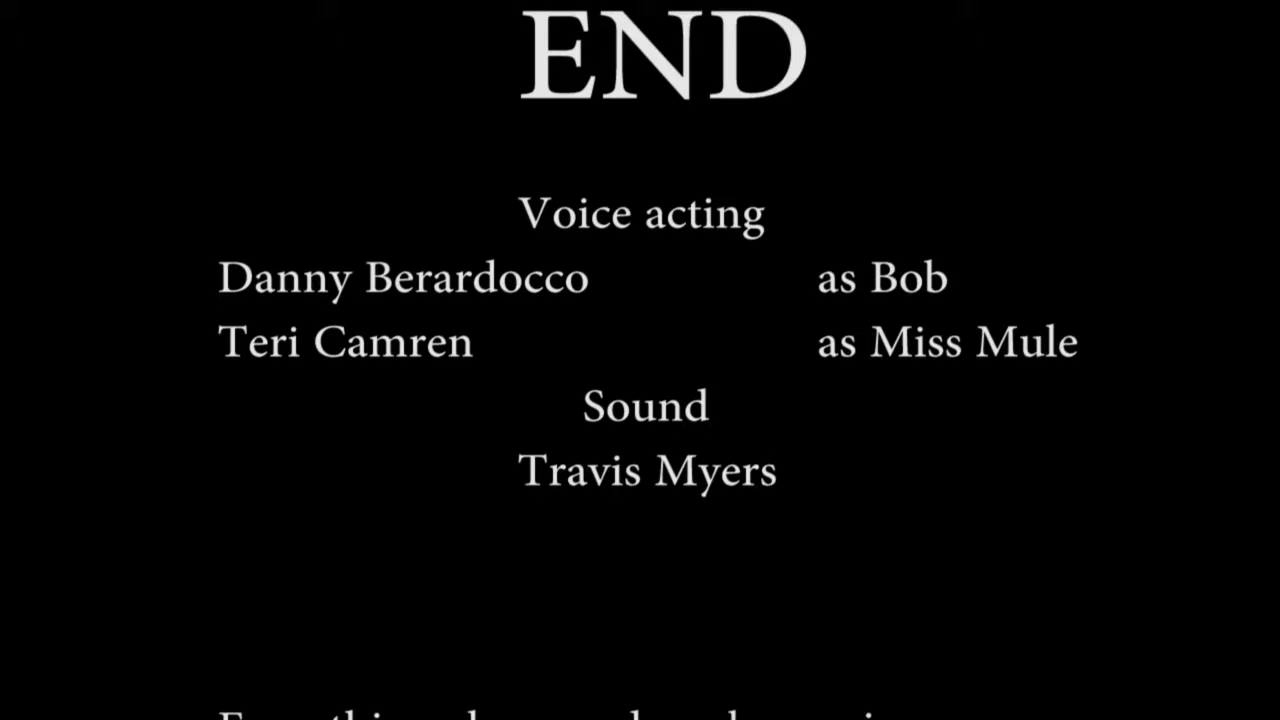 END
Voice acting
Danny Berardocco as Bob
Teri Camren as Miss Mule
Sound
Travis Myers